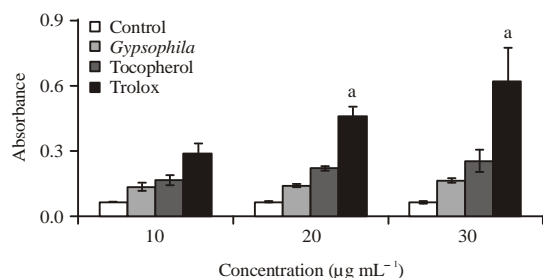 0.9
Control
Gypsophila
Tocopherol
Trolox
a
a
0.6
Absorbance
0.3
0.0
10
20
30
Concentration (µg mL⁻¹)